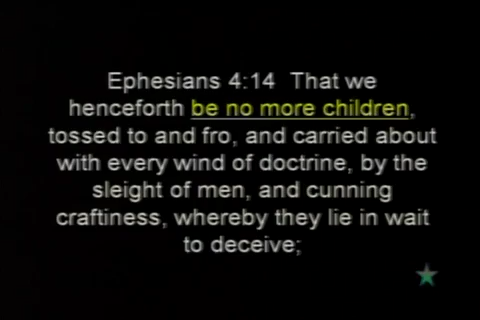 Ephesians 4:14 That we
henceforth be no more children,
tossed to and fro, and carried about
with every wind of doctrine, by the
sleight of men, and cunning
craftiness, whereby they lie in wait
to deceive;